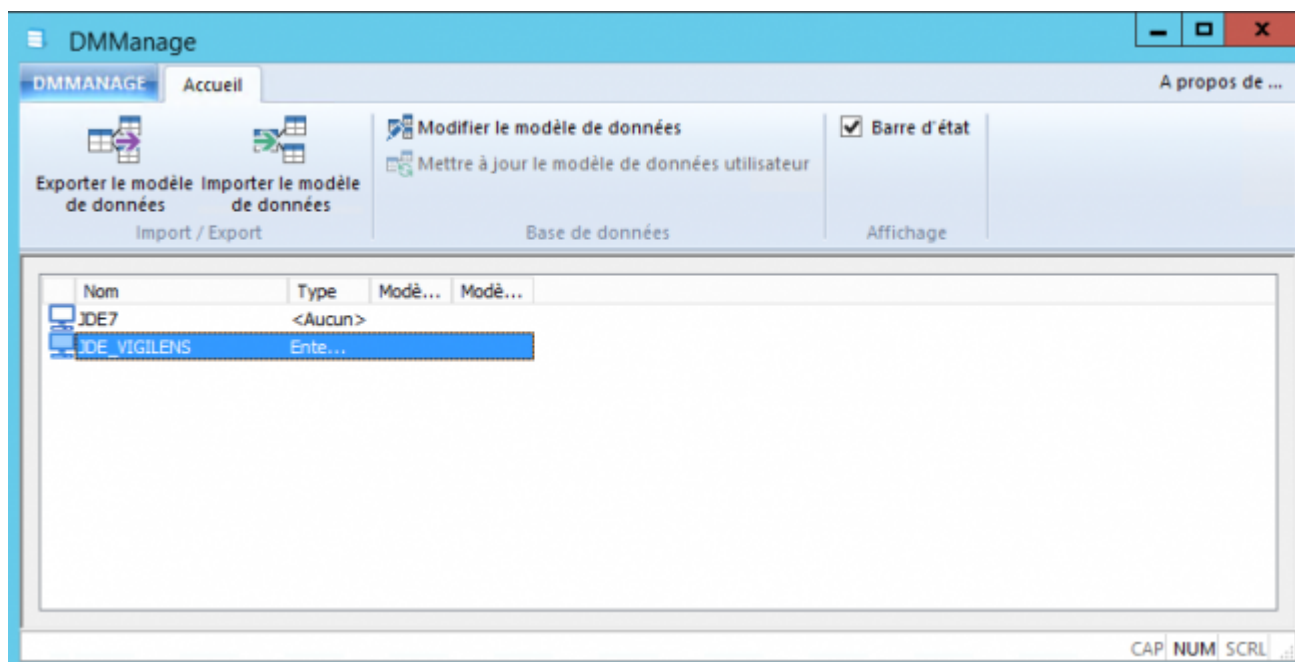 DMManage
DMMANAGE Accueil A propos de ...
Exporter le modèle de données
Importer le modèle de données
Modifier le modèle de données
Mettre à jour le modèle de données utilisateur
Barre d'état
Import / Export
Base de données
Affichage
Nom Type Modè... Modè...
JDE7 <Aucun>
JDE_VIGILENS Ente...
CAP NUM SCRL